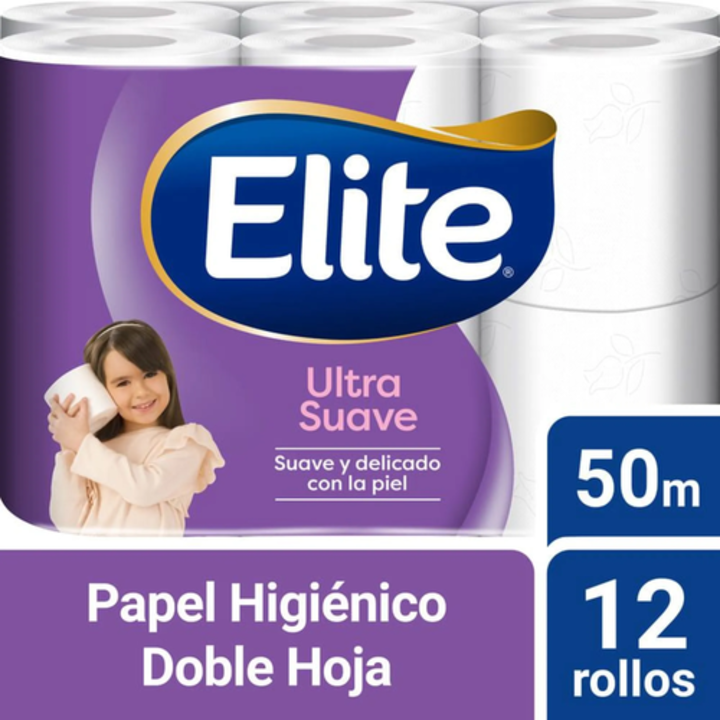 Elite®
Ultra
Suave
Suave y delicado
con la piel
50m
Papel Higiénico
Doble Hoja
12
rollos